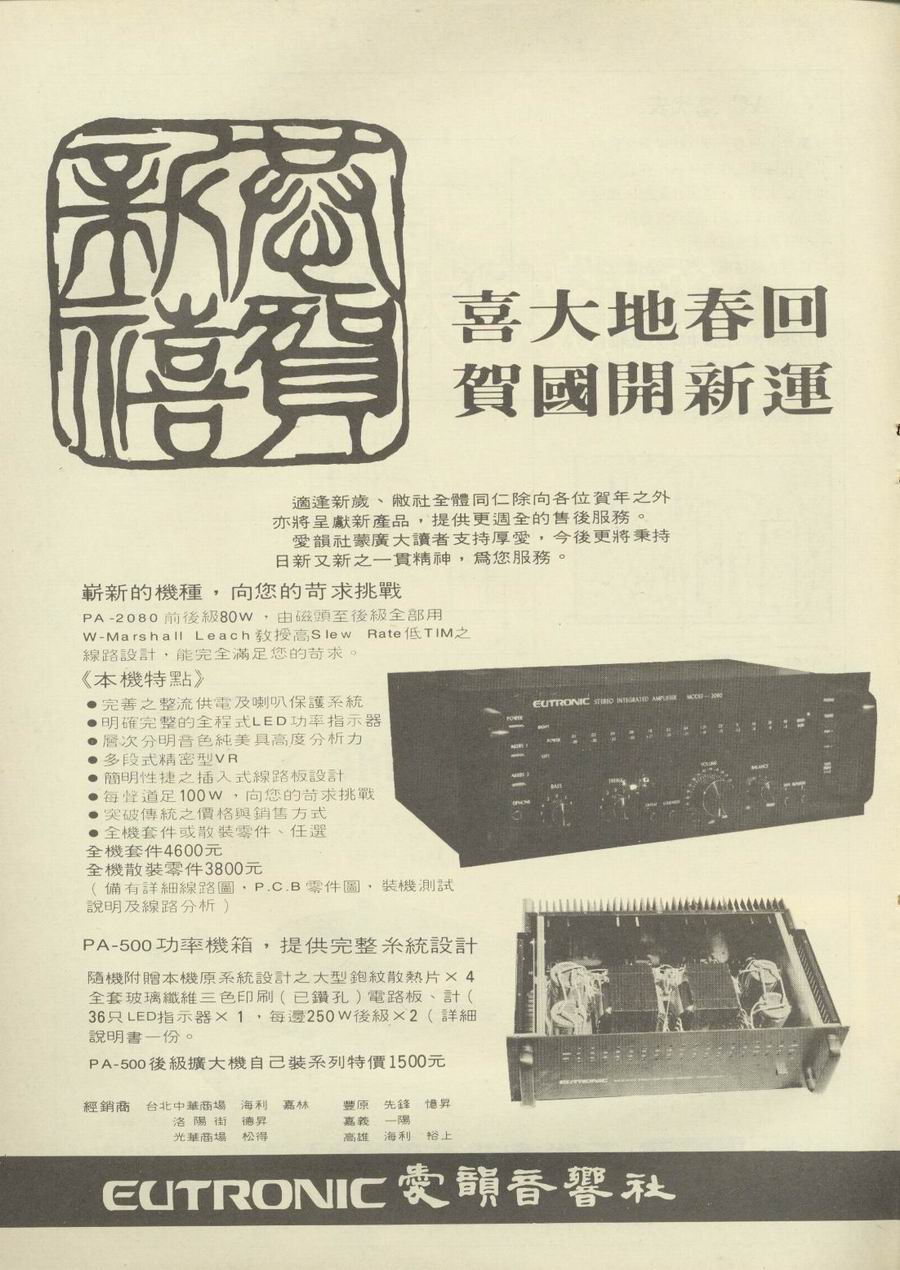 恭賀新禧
喜大地春回
賀國開新運
適逢新歲、敝社全體同仁除向各位賀年之外
亦將呈獻新產品，提供更週全的售後服務。
愛韻社蒙廣大讀者支持厚愛，今後更將秉持
日新又新之一貫精神，爲您服務。
嶄新的機種，向您的苛求挑戰
PA-2080前後級80W，由磁頭至後級全部用
W-Marshall Leach教授高Slew Rate低TIM之
線路設計，能完全滿足您的苛求。
《本機特點》
●完善之整流供電及喇叭保護系統
●明確完整的全程式LED功率指示器
●層次分明音色純美具高度分析力
●多段式精密型VR
●簡明性捷之插入式線路板設計
●每聲道足100W，向您的苛求挑戰
●突破傳統之價格與銷售方式
●全機套件或散裝零件、任選
全機套件4600元
全機散裝零件3800元
（備有詳細線路圖，P.C.B零件圖，裝機測試
說明及線路分析）
EUTRONIC STEREO INTEGRATED AMPLIFIER MODEL-2080
POWER
RIGHT
POWER
LEFT
PHONE
BASS
TREBLE
VOLUME
BALANCE
PA-500功率機箱，提供完整系統設計
隨機附贈本機原系統設計之大型鉋紋散熱片×4
全套玻璃纖維三色印刷（已鑽孔）電路板、計（
36只LED指示器×1，每邊250W後級×2（詳細
說明書一份。
PA-500後級擴大機自己裝系列特價1500元
EUTRONIC
經銷商 台北中華商場 海利 嘉林 豐原 先鋒 憶昇
洛陽街 德昇 嘉義 一陽
光華商場 松得 高雄 海利 裕上
EUTRONIC愛韻音響社